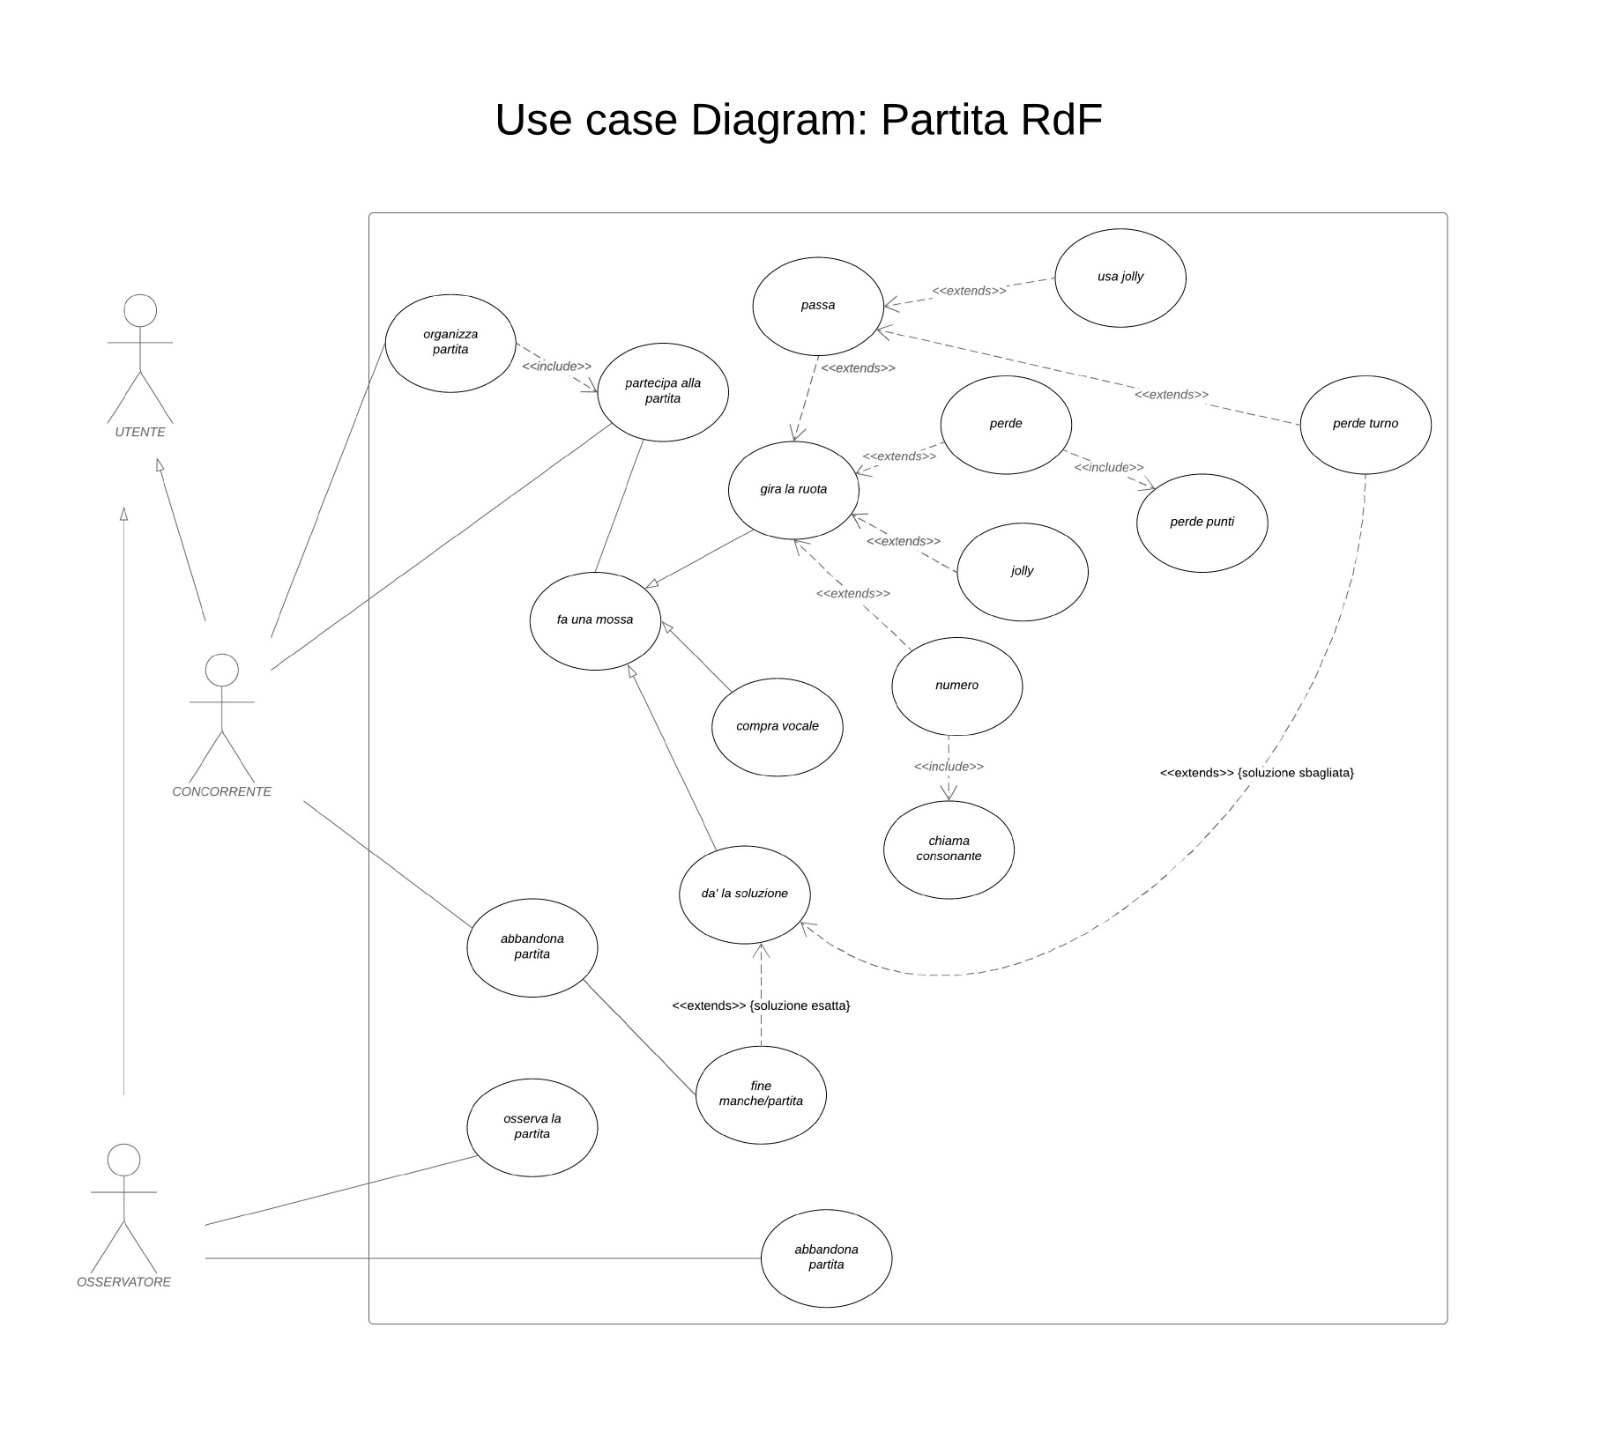 Use case Diagram: Partita RdF
usa jolly
<<extends>>
passa
organizza
partita
<<include>>
<<extends>>
partecipa alla
partita
<<extends>>
perde
perde turno
UTENTE
<<extends>>
<<include>>
gira la ruota
perde punti
<<extends>>
jolly
<<extends>>
fa una mossa
numero
compra vocale
<<include>>
<<extends>> {soluzione sbagliata}
CONCORRENTE
chiama
consonante
da' la soluzione
abbandona
partita
<<extends>> {soluzione esatta}
fine
manche/partita
osserva la
partita
abbandona
partita
OSSERVATORE